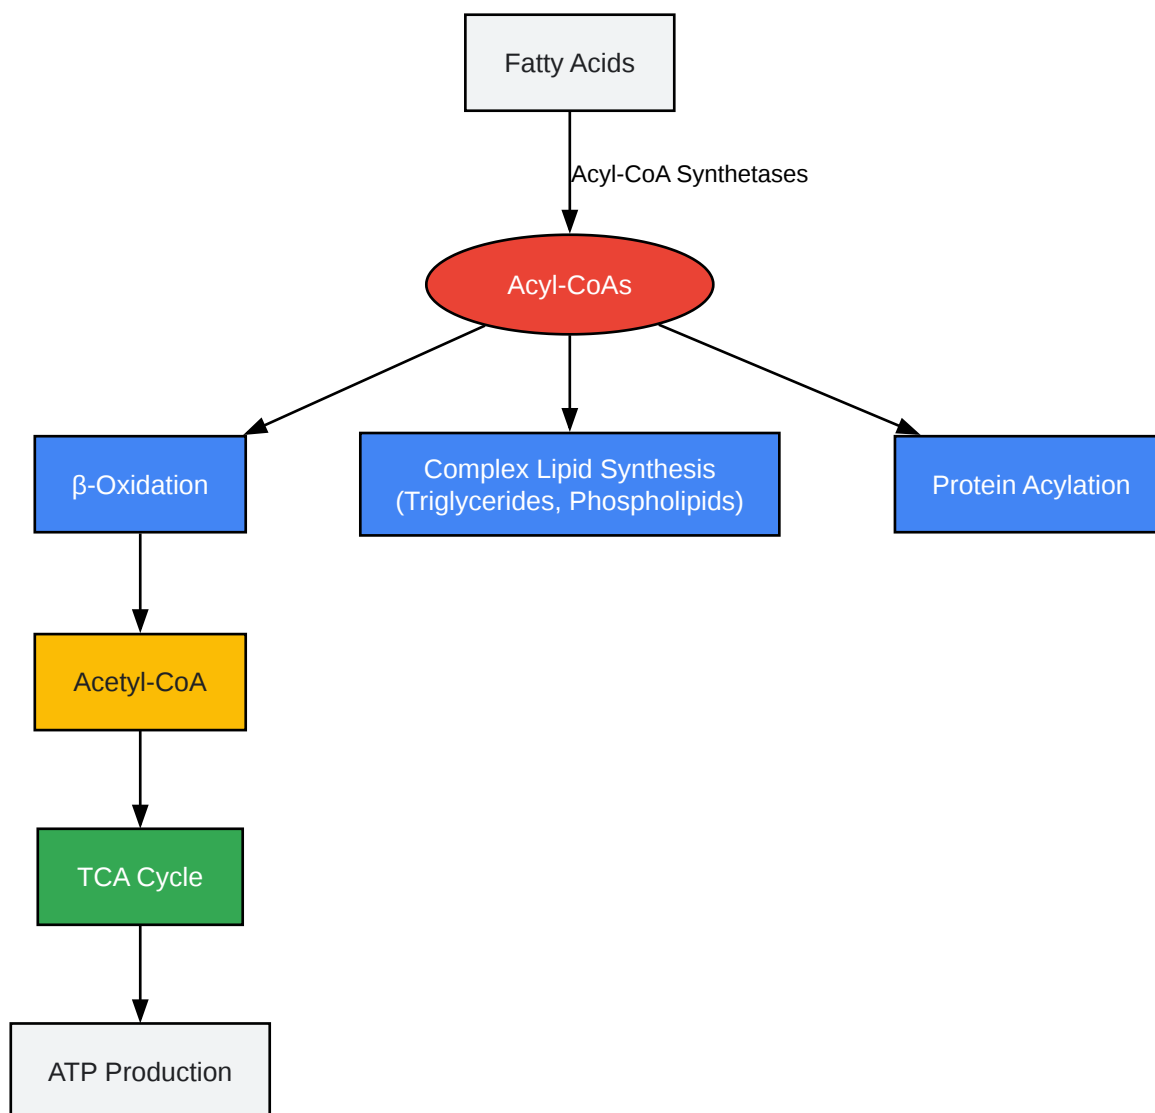 Fatty Acids
Acyl-CoA Synthetases
Acyl-CoAs
β-Oxidation
Complex Lipid Synthesis
(Triglycerides, Phospholipids)
Protein Acylation
Acetyl-CoA
TCA Cycle
ATP Production